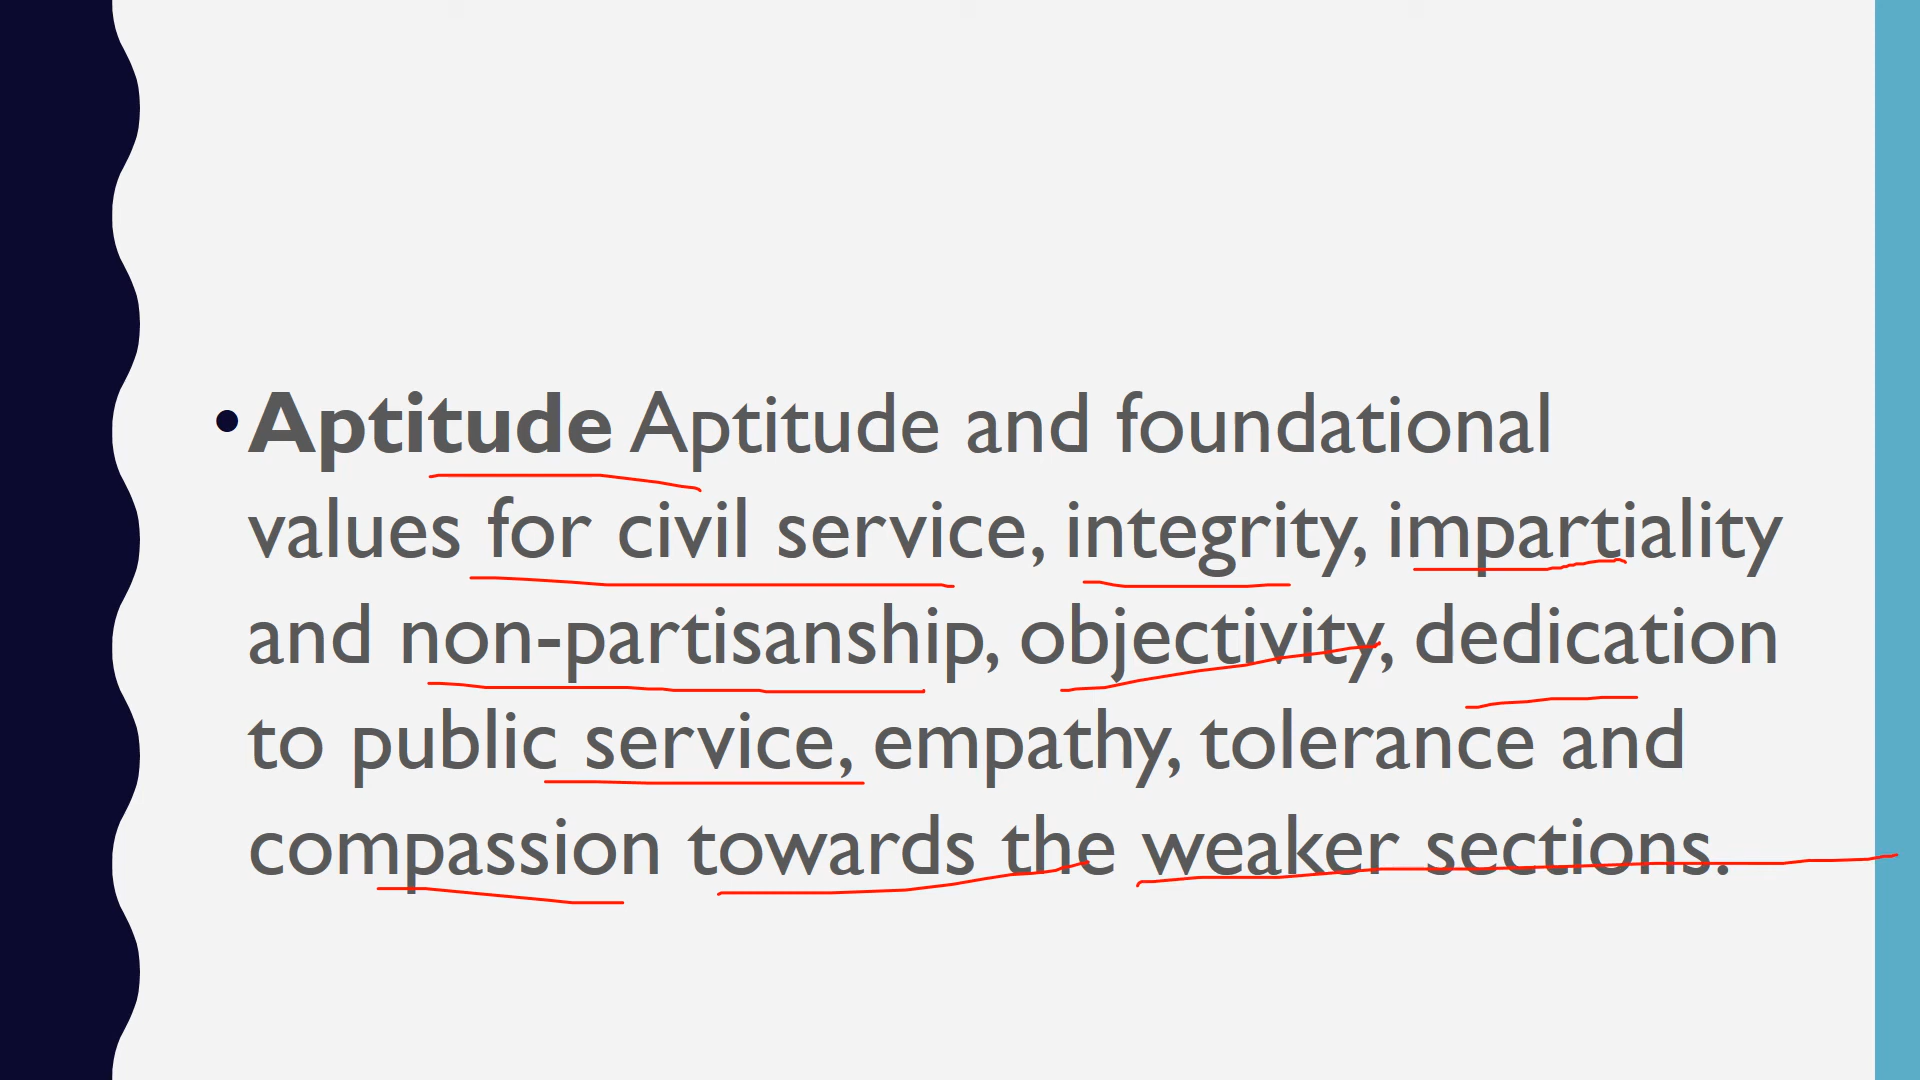 •Aptitude Aptitude and foundational
values for civil service, integrity, impartiality
and non-partisanship, objectivity, dedication
to public service, empathy, tolerance and
compassion towards the weaker sections.